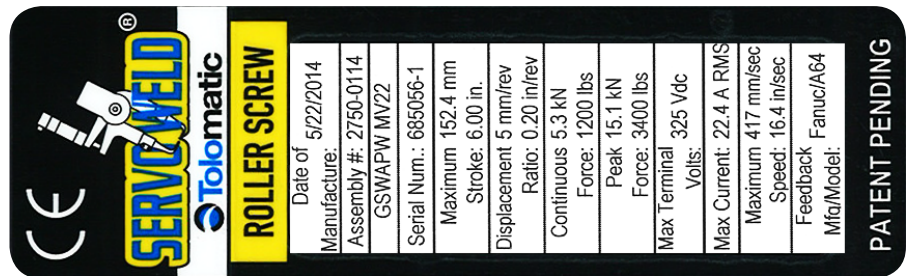 CE
SERVOWELD®
Tolomatic
ROLLER SCREW
Date of
Manufacture: 5/22/2014
Assembly #: 2750-0114
GSWAPW MV22
Serial Num.: 685056-1
Maximum 152.4 mm
Stroke: 6.00 in.
Displacement 5 mm/rev
Ratio: 0.20 in/rev
Continuous 5.3 kN
Force: 1200 lbs
Peak 15.1 kN
Force: 3400 lbs
Max Terminal 325 Vdc
Volts:
Max Current: 22.4 A RMS
Maximum 417 mm/sec
Speed: 16.4 in/sec
Feedback
Mfq/Model: Fanuc/A64
PATENT PENDING